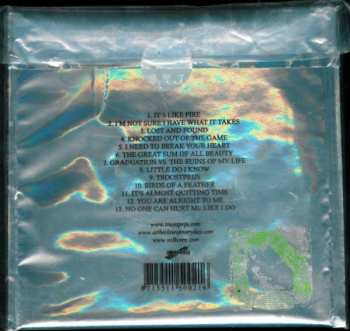 1. IT'S LIKE FIRE
2. I'M NOT SURE I HAVE WHAT IT TAKES
3. LOST AND FOUND
4. KNOCKED OUT OF THE GAME
5. I NEED TO BREAK YOUR HEART
6. THE GREAT SUM OF ALL BEAUTY
7. GRADUATION VS. THE RUINS OF MY LIFE
8. LITTLE DO I KNOW
9. TROOSTPRIJS
10. BIRDS OF A FEATHER
11. IT'S ALMOST QUITTING TIME
12. YOU ARE ALRIGHT TO ME
13. NO ONE CAN HURT ME LIKE I DO